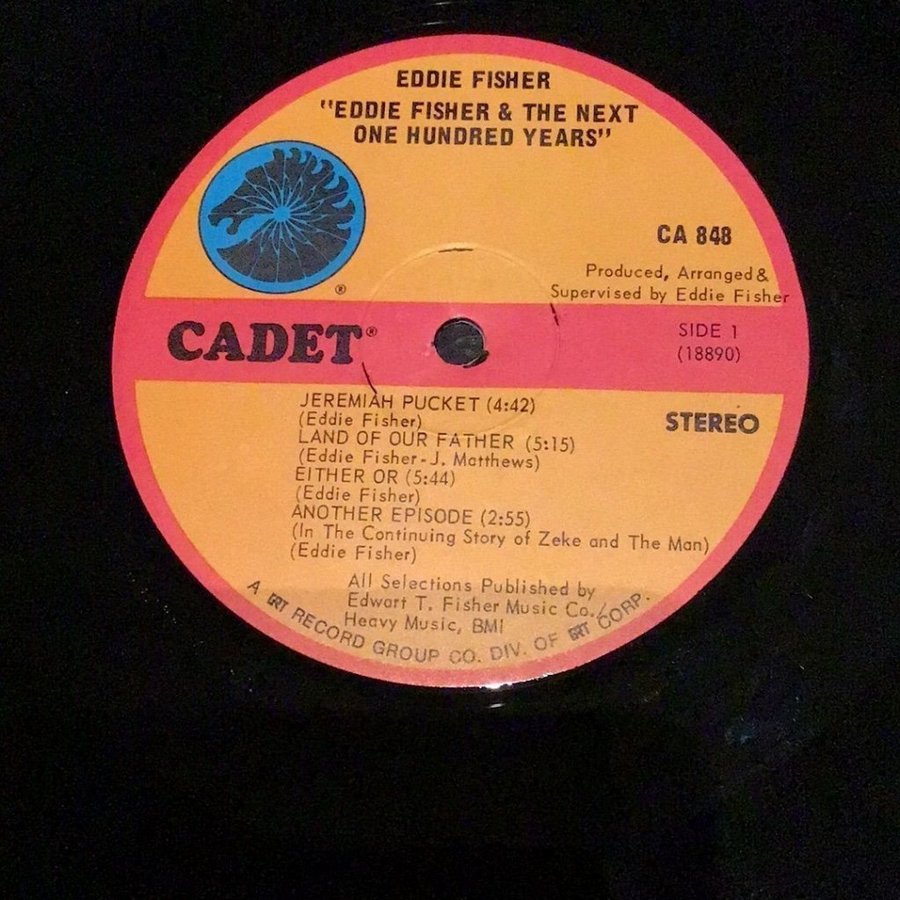 EDDIE FISHER
"EDDIE FISHER & THE NEXT
ONE HUNDRED YEARS"
®
CA 848
Produced, Arranged &
Supervised by Eddie Fisher
CADET®
SIDE 1
(18890)
STEREO
JEREMIAH PUCKET (4:42)
(Eddie Fisher)
LAND OF OUR FATHER (5:15)
(Eddie Fisher-J. Matthews)
EITHER OR (5:44)
(Eddie Fisher)
ANOTHER EPISODE (2:55)
(In The Continuing Story of Zeke and The Man)
(Eddie Fisher)
All Selections Published by
Edwart T. Fisher Music Co./
Heavy Music, BMI
A GRT RECORD GROUP CO. DIV. OF GRT CORP.